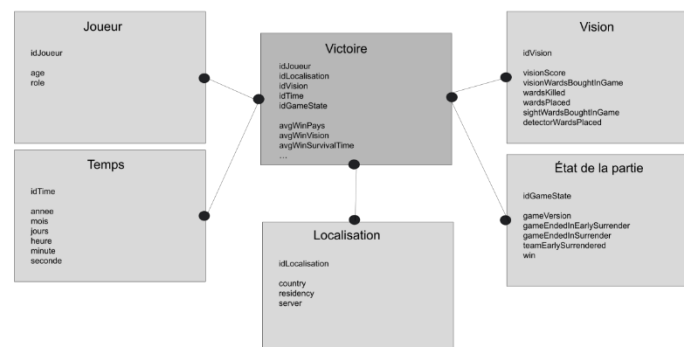 Joueur
idJoueur
age
role
Victoire
idJoueur
idLocalisation
idVision
idTime
idGameState
avgWinPays
avgWinVision
avgWinSurvivalTime
...
Vision
idVision
visionScore
visionWardsBoughtInGame
wardsKilled
wardsPlaced
sightWardsBoughtInGame
detectorWardsPlaced
Temps
idTime
annee
mois
jours
heure
minute
seconde
Localisation
idLocalisation
country
residency
server
État de la partie
idGameState
gameVersion
gameEndedInEarlySurrender
gameEndedInSurrender
teamEarlySurrendered
win